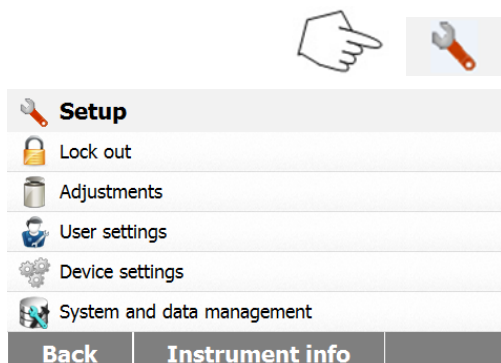 Setup
Lock out
Adjustments
User settings
Device settings
System and data management
Back Instrument info